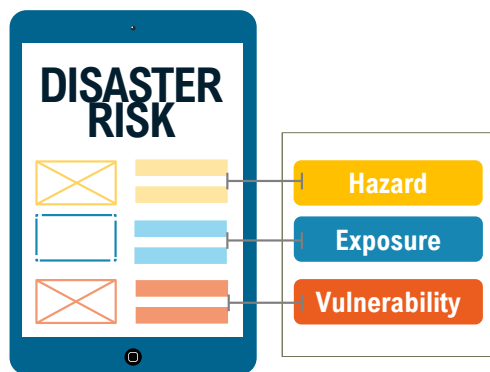 DISASTER
RISK
Hazard
Exposure
Vulnerability